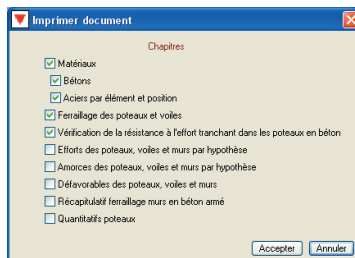 Imprimer document
Chapitres
Matériaux
Bétons
Aciers par élément et position
Ferraillage des poteaux et voiles
Vérification de la résistance à l'effort tranchant dans les poteaux en béton
Efforts des poteaux, voiles et murs par hypothèse
Amorces des poteaux, voiles et murs par hypothèse
Défavorables des poteaux, voiles et murs
Récapitulatif ferraillage murs en béton armé
Quantitatifs poteaux
Accepter Annuler